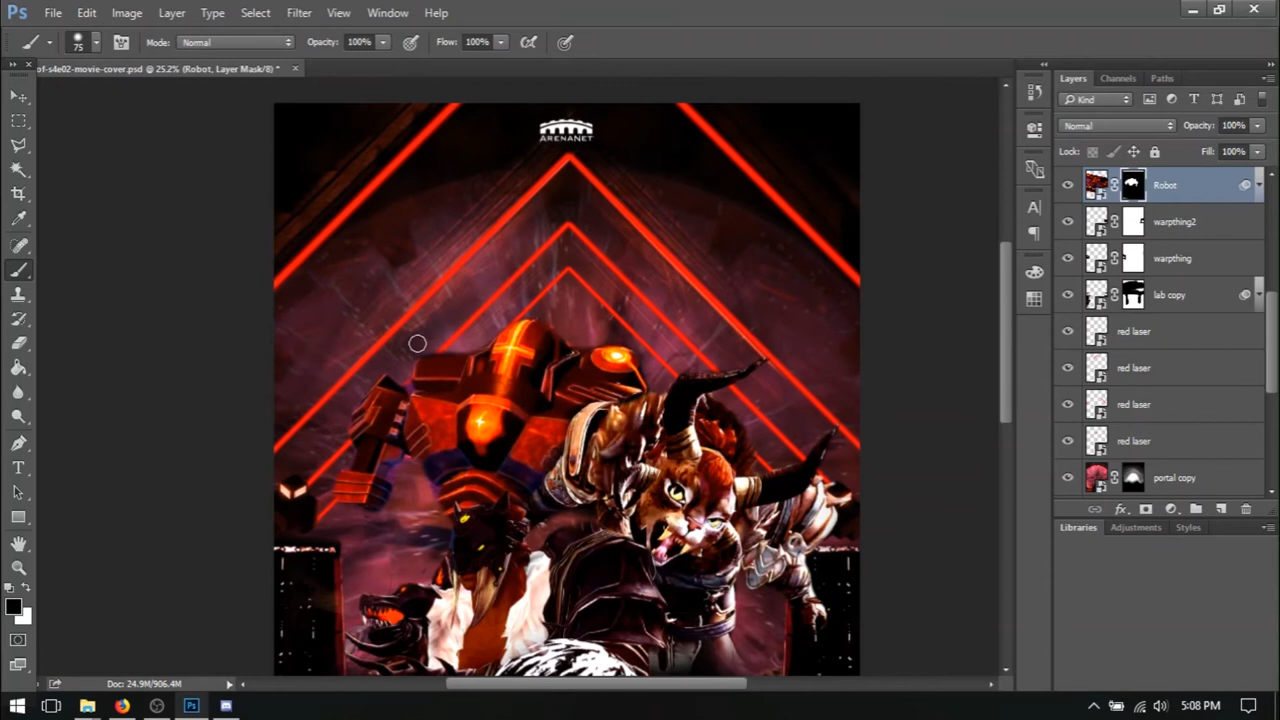 Ps File Edit Image Layer Type Select Filter View Window Help
75 Mode: Normal Opacity: 100% Flow: 100%
of-s4e02-movie-cover.psd @ 25.2% (Robot, Layer Mask/8) * ×
ARENANET
Layers Channels Paths
Kind
Normal Opacity: 100%
Lock: Fill: 100%
Robot
warpthing2
warpthing
lab copy
red laser
red laser
red laser
red laser
portal copy
fx
Libraries Adjustments Styles
Doc: 24.9M/906.4M
Ps 5:08 PM